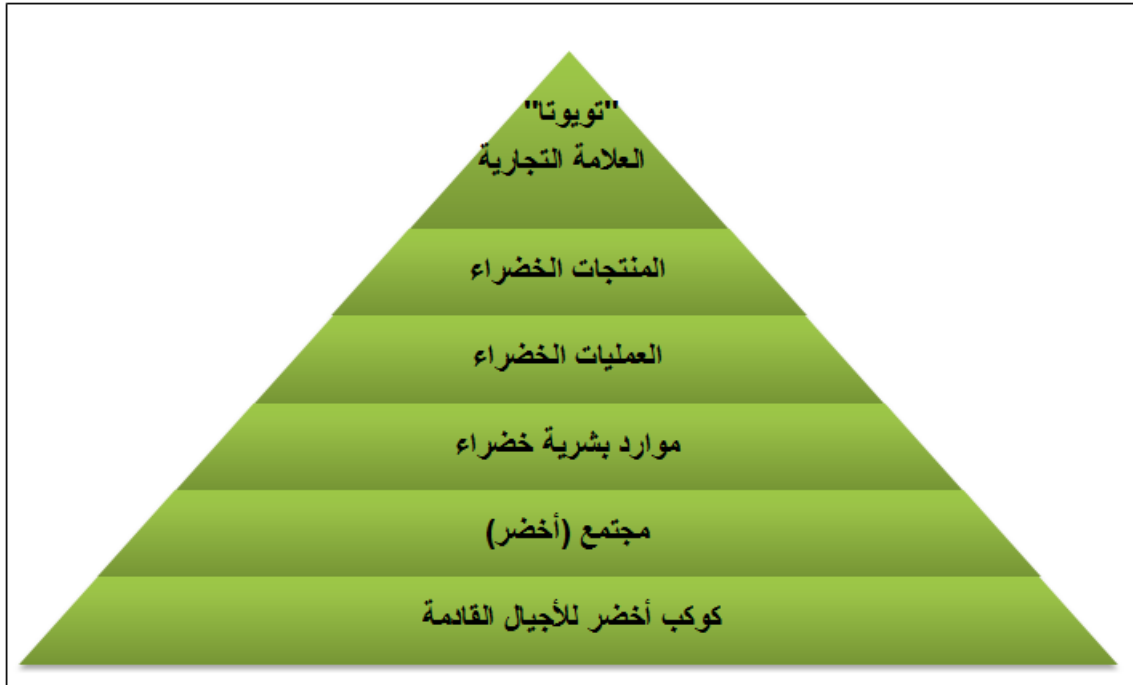 "تويوتا"
العلامة التجارية
المنتجات الخضراء
العمليات الخضراء
موارد بشرية خضراء
مجتمع (أخضر)
كوكب أخضر للأجيال القادمة